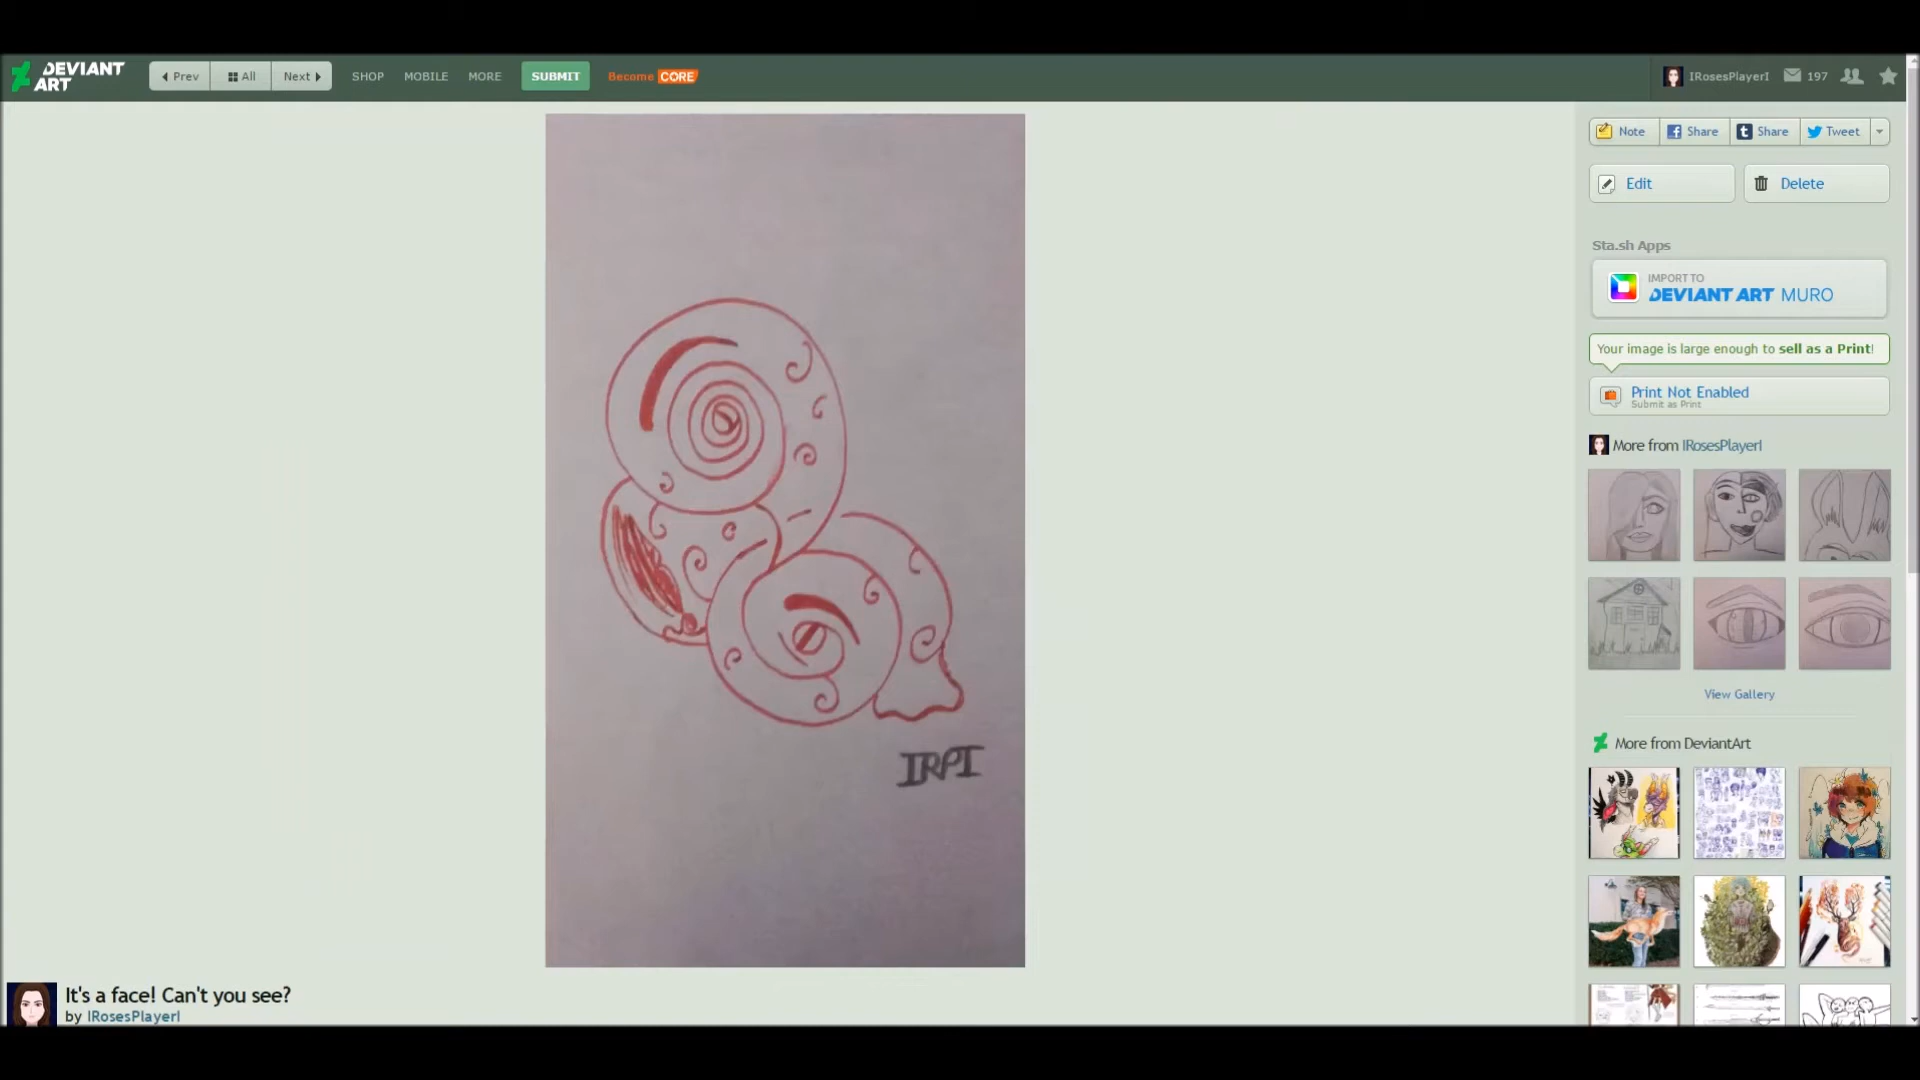 DEVIANT ART
Prev All Next SHOP MOBILE MORE SUBMIT Become CORE
IRosesPlayerI 197
Note Share Share Tweet
Edit Delete
Sta.sh Apps
IMPORT TO
DEVIANT ART MURO
Your image is large enough to sell as a Print!
Print Not Enabled
Submit as Print
More from IRosesPlayerI
View Gallery
More from DeviantArt
IRPI
It's a face! Can't you see?
by IRosesPlayerI